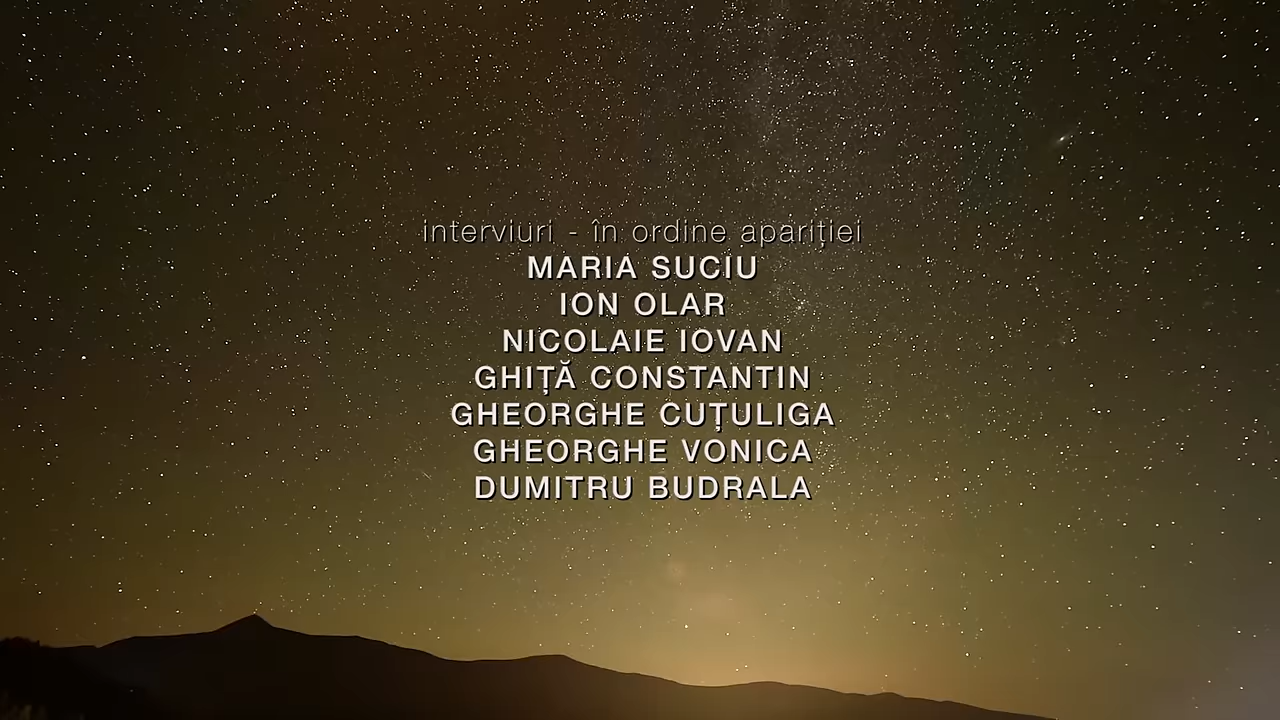 interviuri - în ordine apariției
MARIA SUCIU
ION OLAR
NICOLAIE IOVAN
GHIȚĂ CONSTANTIN
GHEORGHE CUȚULIGA
GHEORGHE VONICA
DUMITRU BUDRALA